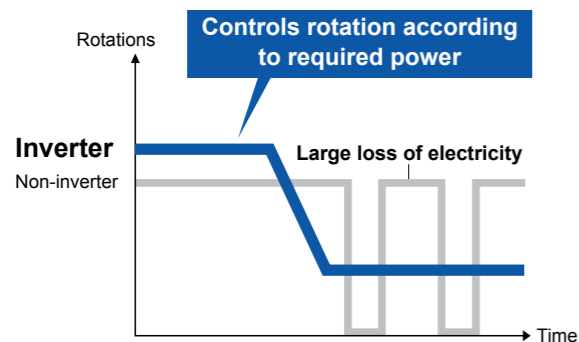 Controls rotation according
to required power
Rotations
Inverter
Large loss of electricity
Non-inverter
Time